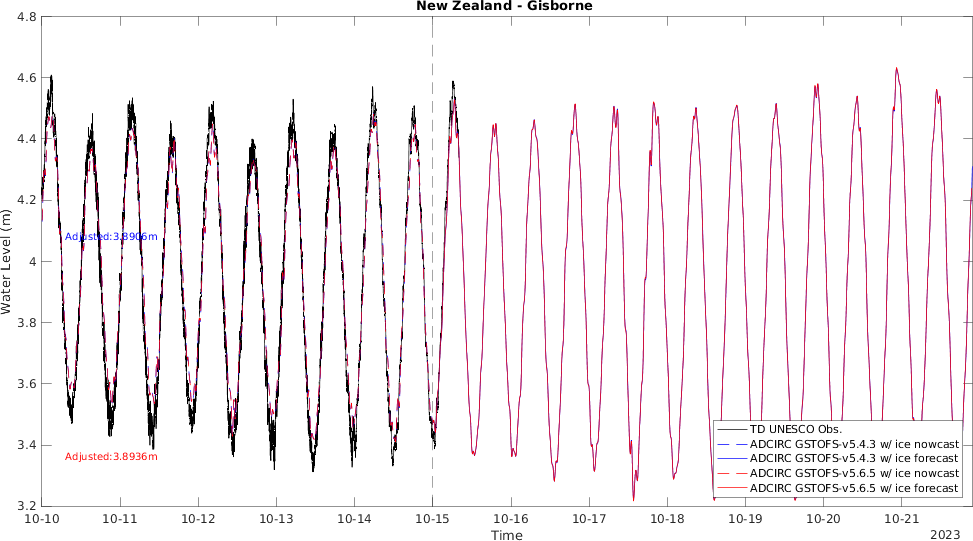 New Zealand - Gisborne
Water Level (m)
4.8
4.6
4.4
4.2
4
3.8
3.6
3.4
3.2
Adjusted:3.8906m
Adjusted:3.8936m
TD UNESCO Obs.
ADCIRC GSTOFS-v5.4.3 w/ ice nowcast
ADCIRC GSTOFS-v5.4.3 w/ ice forecast
ADCIRC GSTOFS-v5.6.5 w/ ice nowcast
ADCIRC GSTOFS-v5.6.5 w/ ice forecast
10-10 10-11 10-12 10-13 10-14 10-15 10-16 10-17 10-18 10-19 10-20 10-21
Time
2023